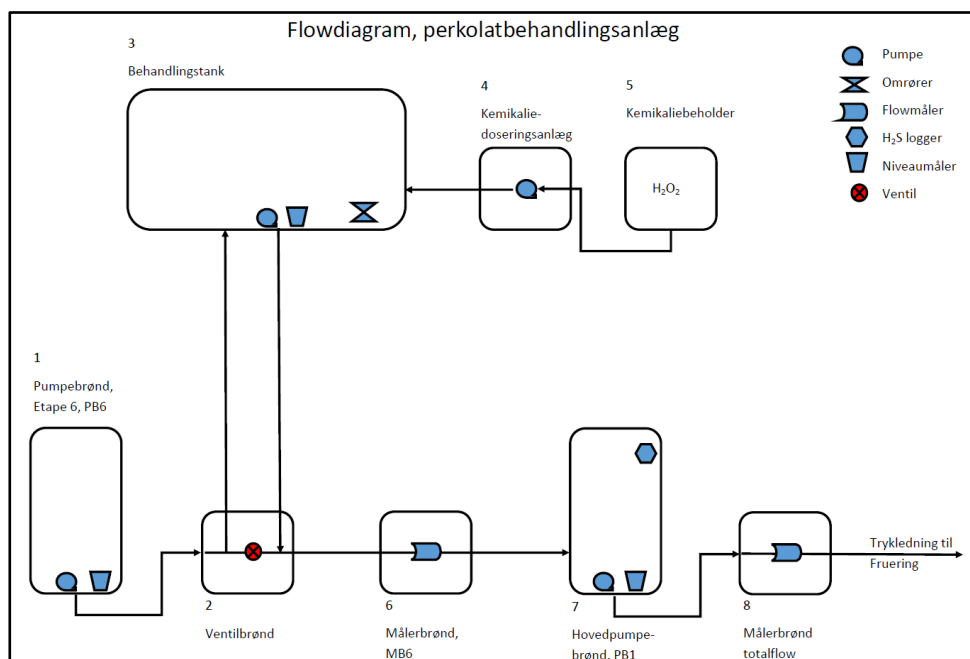 Flowdiagram, perkolatbehandlingsanlæg
3
Behandlingstank
4
Kemikalie-
doseringsanlæg
5
Kemikaliebeholder
H₂O₂
Pumpe
Omrører
Flowmåler
H₂S logger
Niveaumåler
Ventil
1
Pumpebrønd,
Etape 6, PB6
2
Ventilbrønd
6
Målerbrønd,
MB6
7
Hovedpumpe-
brønd, PB1
8
Målerbrønd
totalflow
Trykledning til
Fruering